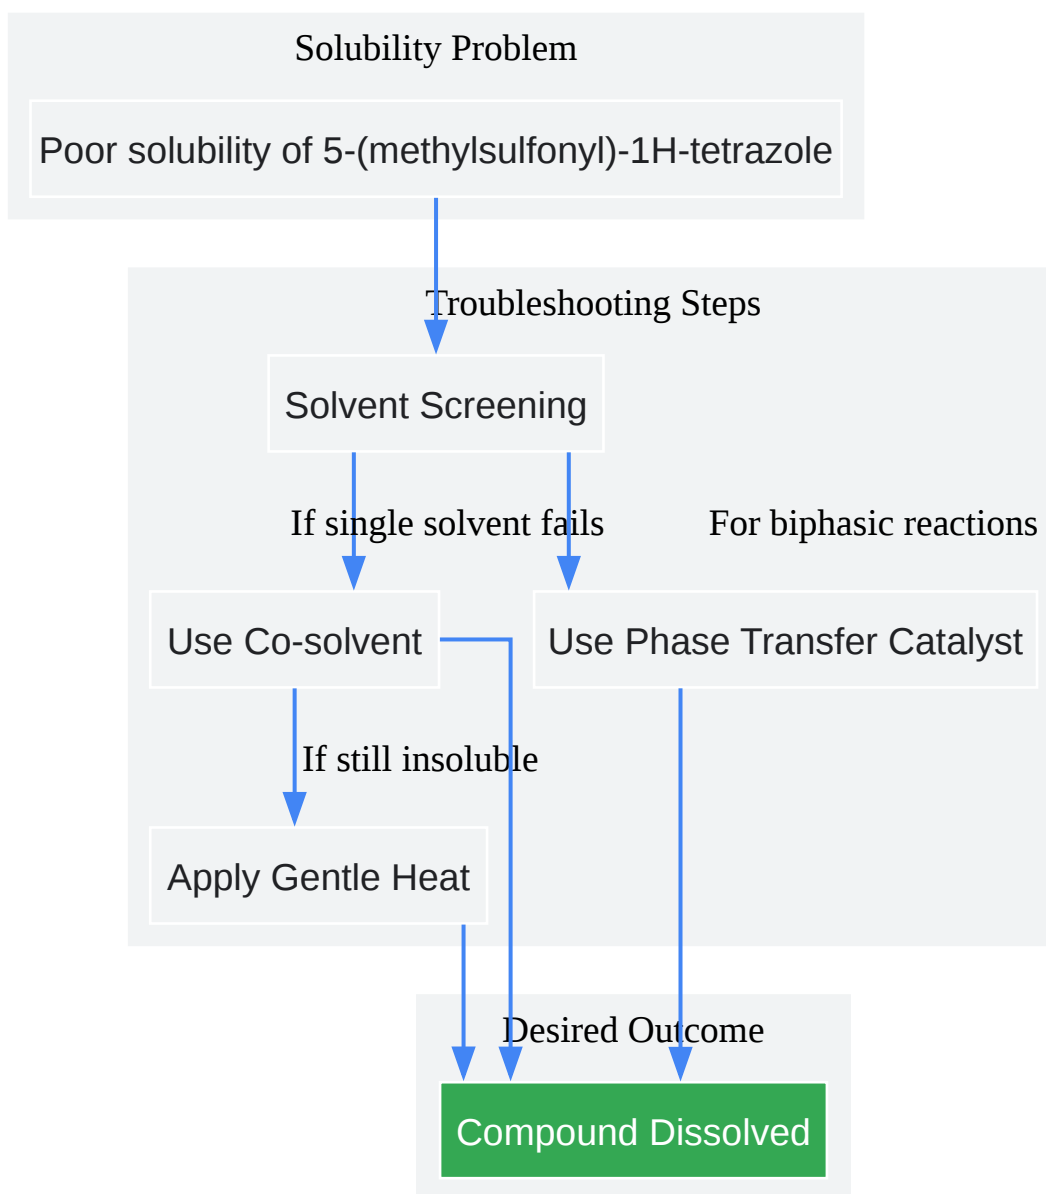 Solubility Problem
Poor solubility of 5-(methylsulfonyl)-1H-tetrazole
Troubleshooting Steps
Solvent Screening
If single solvent fails
For biphasic reactions
Use Co-solvent
Use Phase Transfer Catalyst
If still insoluble
Apply Gentle Heat
Desired Outcome
Compound Dissolved